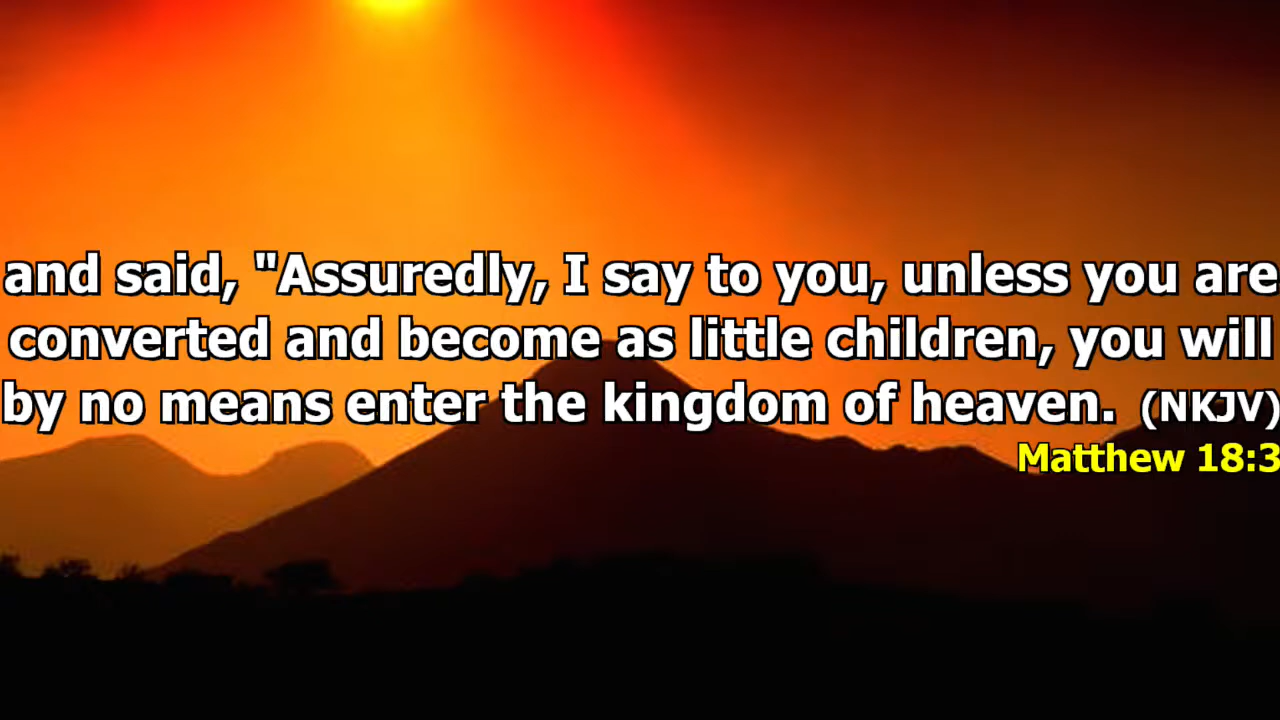 and said, "Assuredly, I say to you, unless you are
converted and become as little children, you will
by no means enter the kingdom of heaven. (NKJV)
Matthew 18:3